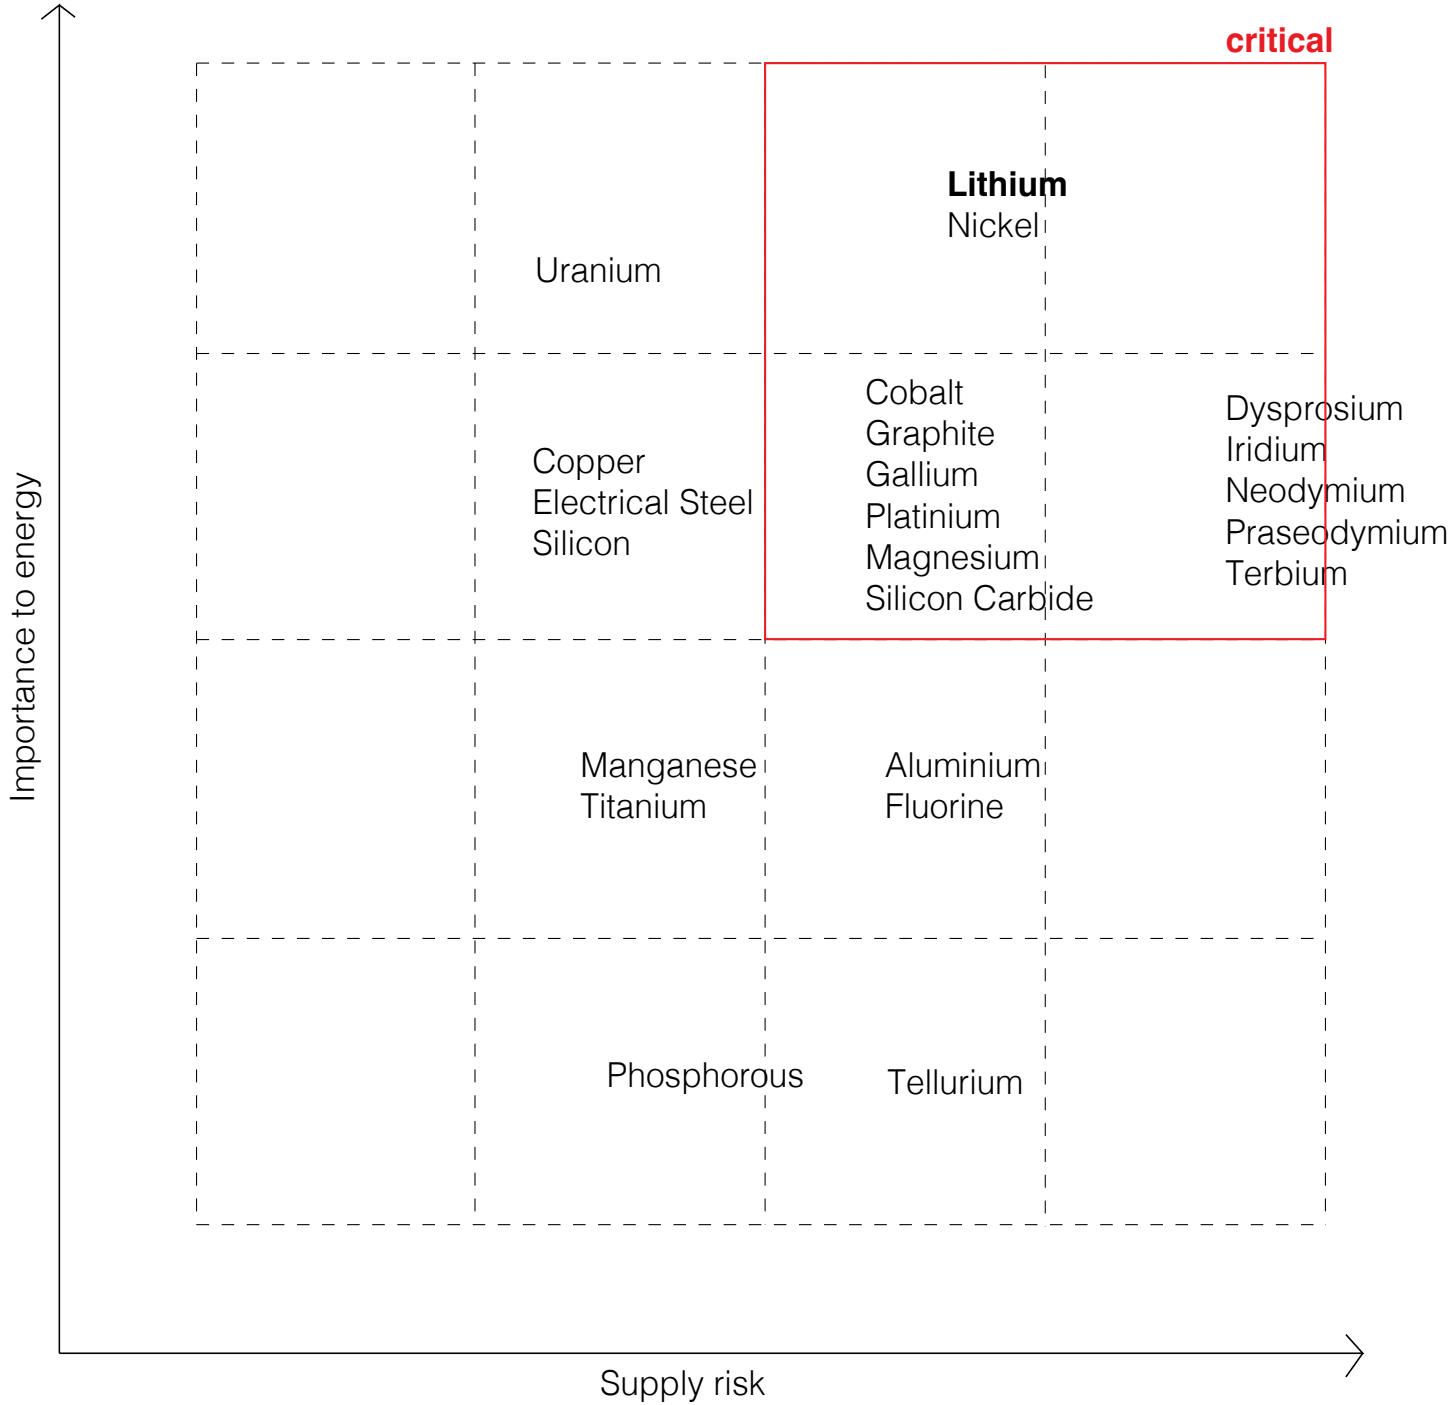 critical
Lithium
Nickel
Uranium
Cobalt
Graphite
Gallium
Platinium
Magnesium
Silicon Carbide
Dysprosium
Iridium
Neodymium
Praseodymium
Terbium
Copper
Electrical Steel
Silicon
Manganese
Titanium
Aluminium
Fluorine
Phosphorous
Tellurium
Importance to energy
Supply risk